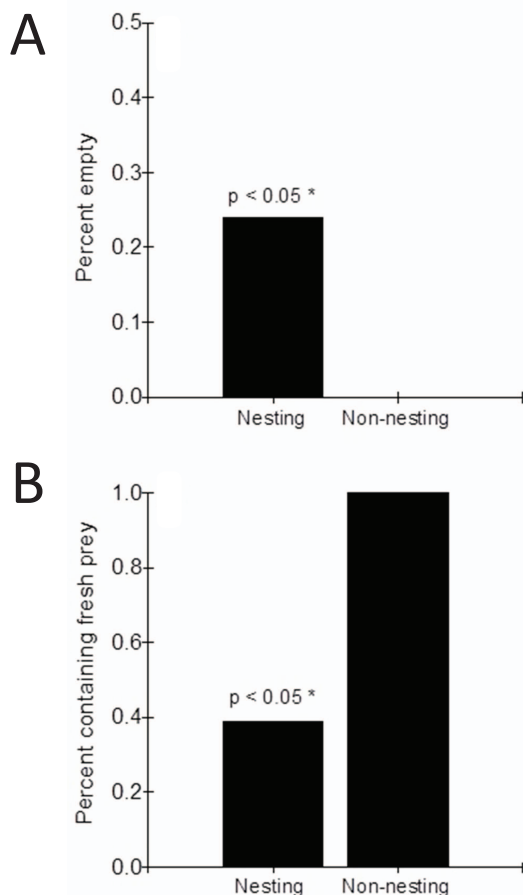 A
Percent empty
0.5
0.4
0.3
0.2
0.1
0.0
p < 0.05 *
Nesting Non-nesting
B
Percent containing fresh prey
1.0
0.8
0.6
0.4
0.2
0.0
p < 0.05 *
Nesting Non-nesting